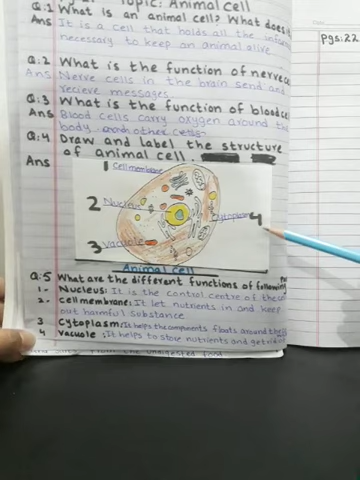 Topic: Animal Cell
Q:1 What is an animal cell? What does it
Ans It is a cell that holds all the
necessary to keep an animal alive
Q:2 What is the function of nerve
Ans Nerve cells in the brain send and
recieve messages.
Q:3 What is the function of blood
Ans Blood cells carry oxygen around
body.
Q:4 Draw and label the structure
of animal cell.
Ans
1 Cell membrane
2 Nucleus
Cytoplasm 4
3 Vacuole
Animal Cell
Q:5 What are the different functions of following
1. Nucleus: It is the control centre of the
2. Cell membrane: It let nutrients in and keep
out harmful substance
3 Cytoplasm: It helps the components floats around the
4 Vacuole: It helps to store nutrients and get rid
pgs:22